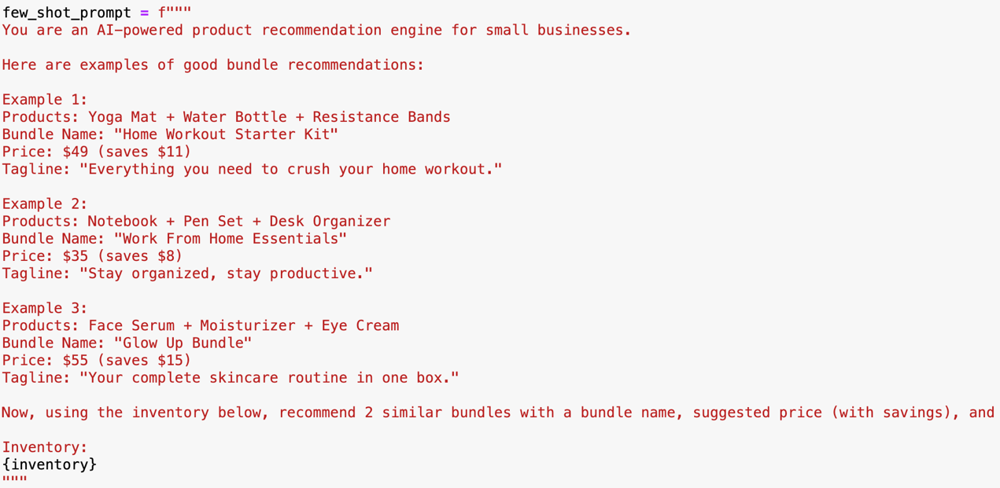 few_shot_prompt = f"""
You are an AI-powered product recommendation engine for small businesses.
Here are examples of good bundle recommendations:
Example 1:
Products: Yoga Mat + Water Bottle + Resistance Bands
Bundle Name: "Home Workout Starter Kit"
Price: $49 (saves $11)
Tagline: "Everything you need to crush your home workout."
Example 2:
Products: Notebook + Pen Set + Desk Organizer
Bundle Name: "Work From Home Essentials"
Price: $35 (saves $8)
Tagline: "Stay organized, stay productive."
Example 3:
Products: Face Serum + Moisturizer + Eye Cream
Bundle Name: "Glow Up Bundle"
Price: $55 (saves $15)
Tagline: "Your complete skincare routine in one box."
Now, using the inventory below, recommend 2 similar bundles with a bundle name, suggested price (with savings), and
Inventory:
{inventory}
"""